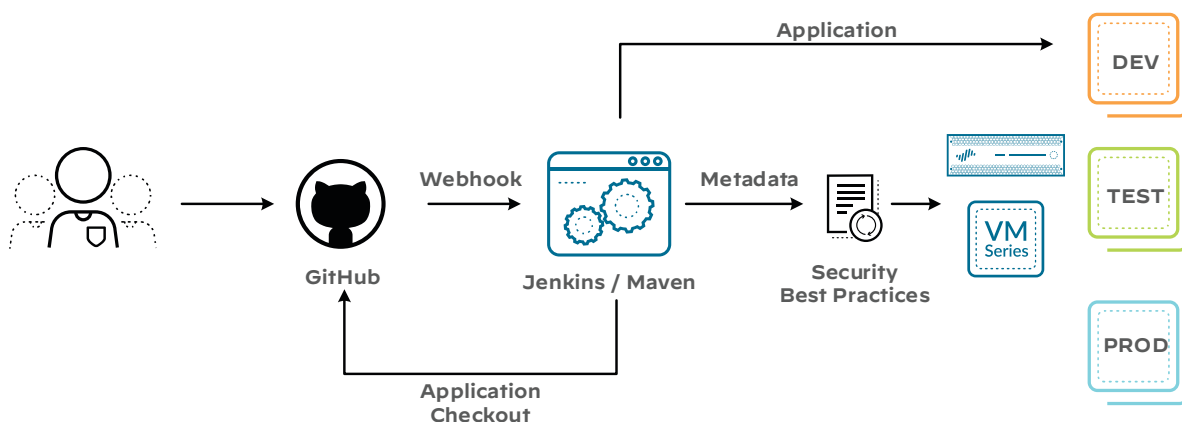 Application
DEV
Webhook
Metadata
TEST
VM
Series
GitHub
Jenkins / Maven
Security
Best Practices
PROD
Application
Checkout